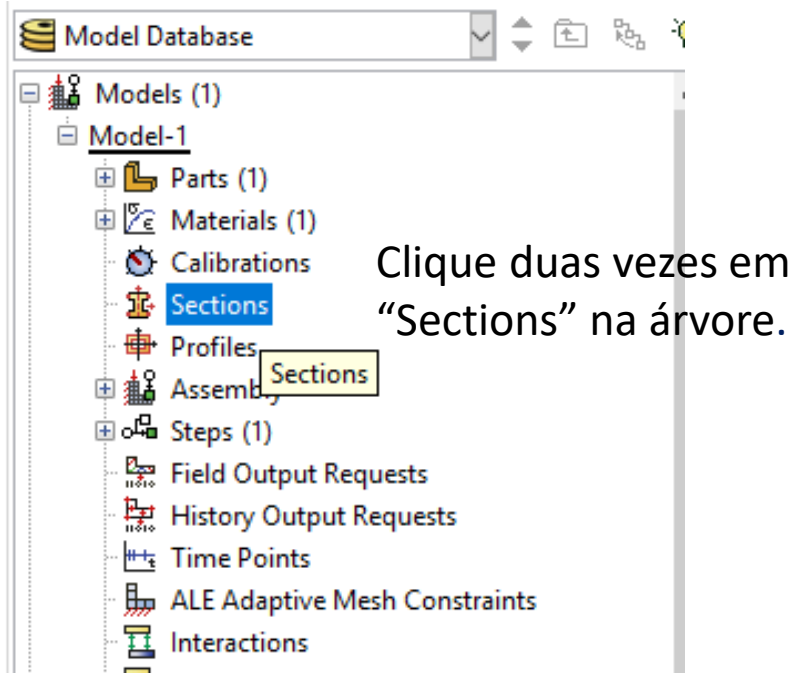 Model Database
Models (1)
Model-1
Parts (1)
Materials (1)
Calibrations
Clique duas vezes em
Sections
“Sections” na árvore.
Profiles
Sections
Steps (1)
Field Output Requests
History Output Requests
Time Points
ALE Adaptive Mesh Constraints
Interactions